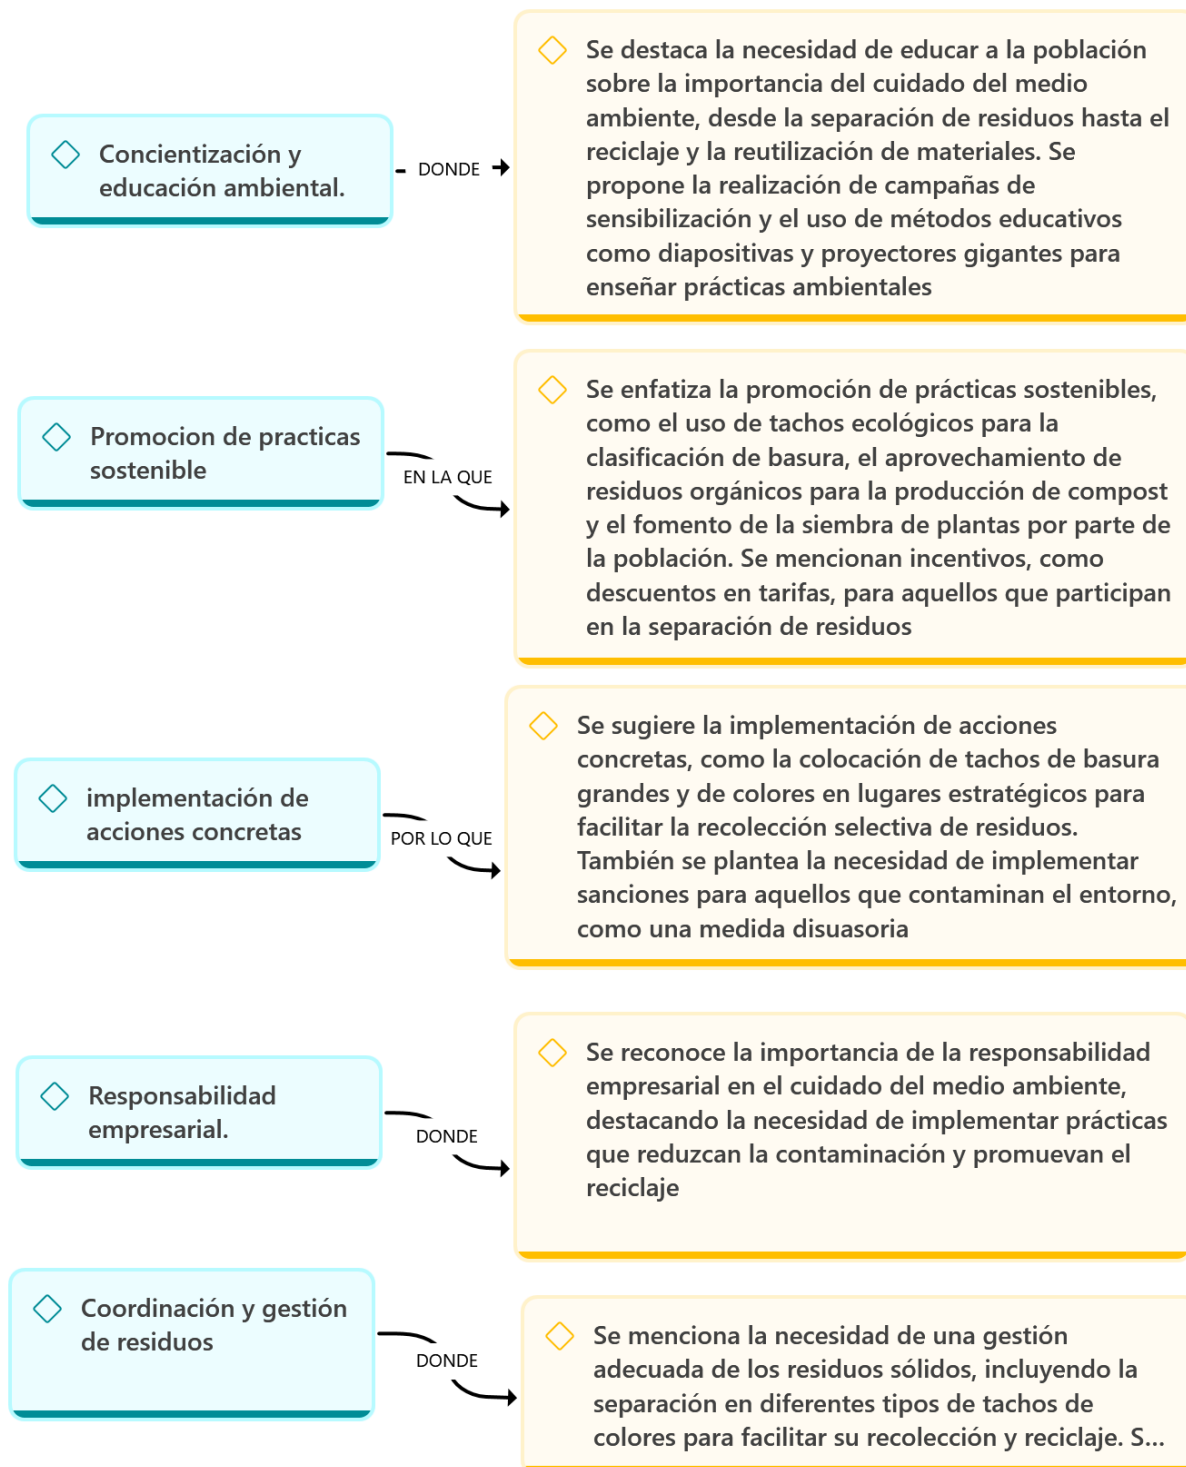 Concientización y
educación ambiental.
DONDE
Se destaca la necesidad de educar a la población
sobre la importancia del cuidado del medio
ambiente, desde la separación de residuos hasta el
reciclaje y la reutilización de materiales. Se
propone la realización de campañas de
sensibilización y el uso de métodos educativos
como diapositivas y proyectores gigantes para
enseñar prácticas ambientales
Promocion de practicas
sostenible
EN LA QUE
Se enfatiza la promoción de prácticas sostenibles,
como el uso de tachos ecológicos para la
clasificación de basura, el aprovechamiento de
residuos orgánicos para la producción de compost
y el fomento de la siembra de plantas por parte de
la población. Se mencionan incentivos, como
descuentos en tarifas, para aquellos que participan
en la separación de residuos
implementación de
acciones concretas
POR LO QUE
Se sugiere la implementación de acciones
concretas, como la colocación de tachos de basura
grandes y de colores en lugares estratégicos para
facilitar la recolección selectiva de residuos.
También se plantea la necesidad de implementar
sanciones para aquellos que contaminan el entorno,
como una medida disuasoria
Responsabilidad
empresarial.
DONDE
Se reconoce la importancia de la responsabilidad
empresarial en el cuidado del medio ambiente,
destacando la necesidad de implementar prácticas
que reduzcan la contaminación y promuevan el
reciclaje
Coordinación y gestión
de residuos
DONDE
Se menciona la necesidad de una gestión
adecuada de los residuos sólidos, incluyendo la
separación en diferentes tipos de tachos de
colores para facilitar su recolección y reciclaje. S...